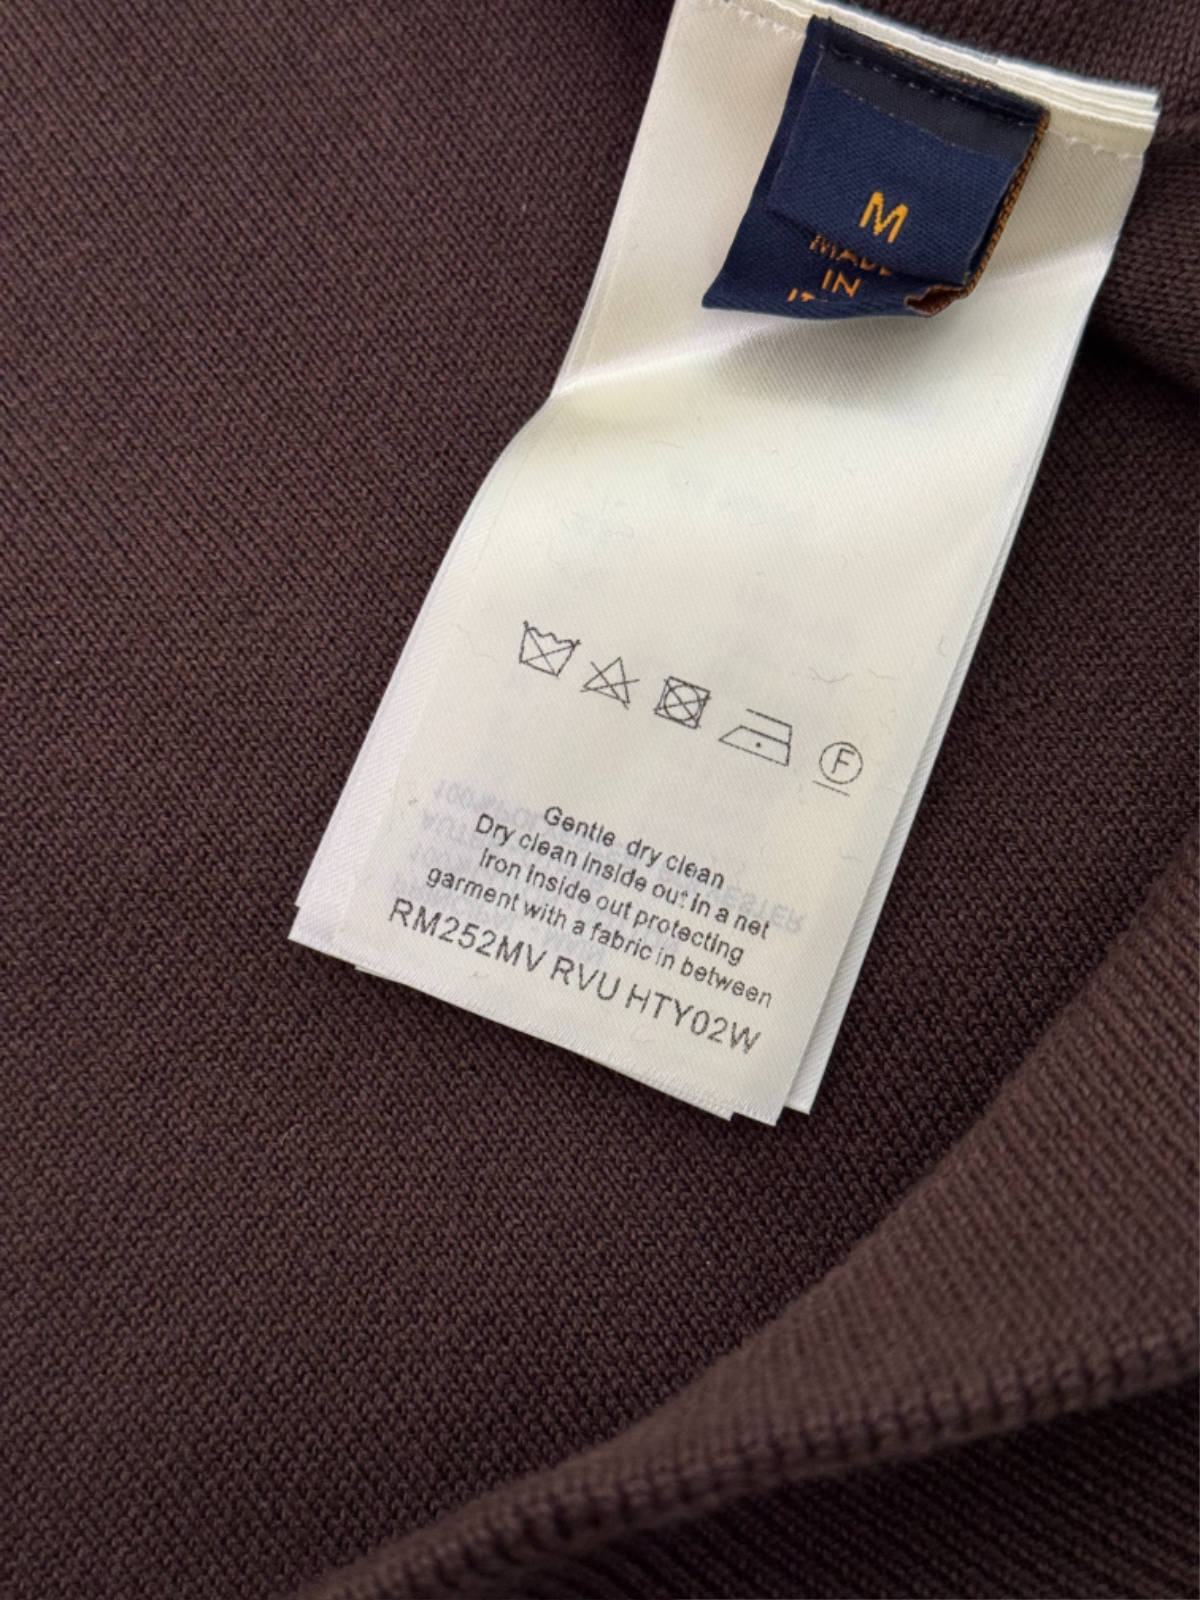 M
MADE
IN
F
Gentle dry clean
Dry clean inside out in a net
Iron inside out protecting
garment with a fabric in between
RM252MV RVU HTY02W